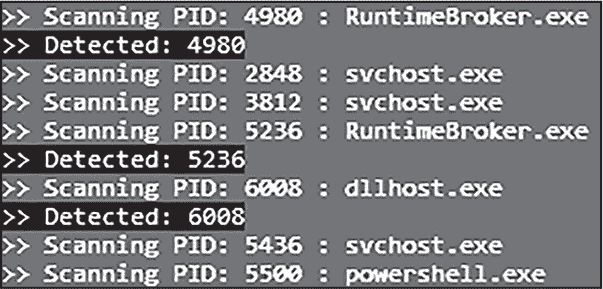 >> Scanning PID: 4980 : RuntimeBroker.exe
>> Detected: 4980
>> Scanning PID: 2848 : svchost.exe
>> Scanning PID: 3812 : svchost.exe
>> Scanning PID: 5236 : RuntimeBroker.exe
>> Detected: 5236
>> Scanning PID: 6008 : dllhost.exe
>> Detected: 6008
>> Scanning PID: 5436 : svchost.exe
>> Scanning PID: 5500 : powershell.exe